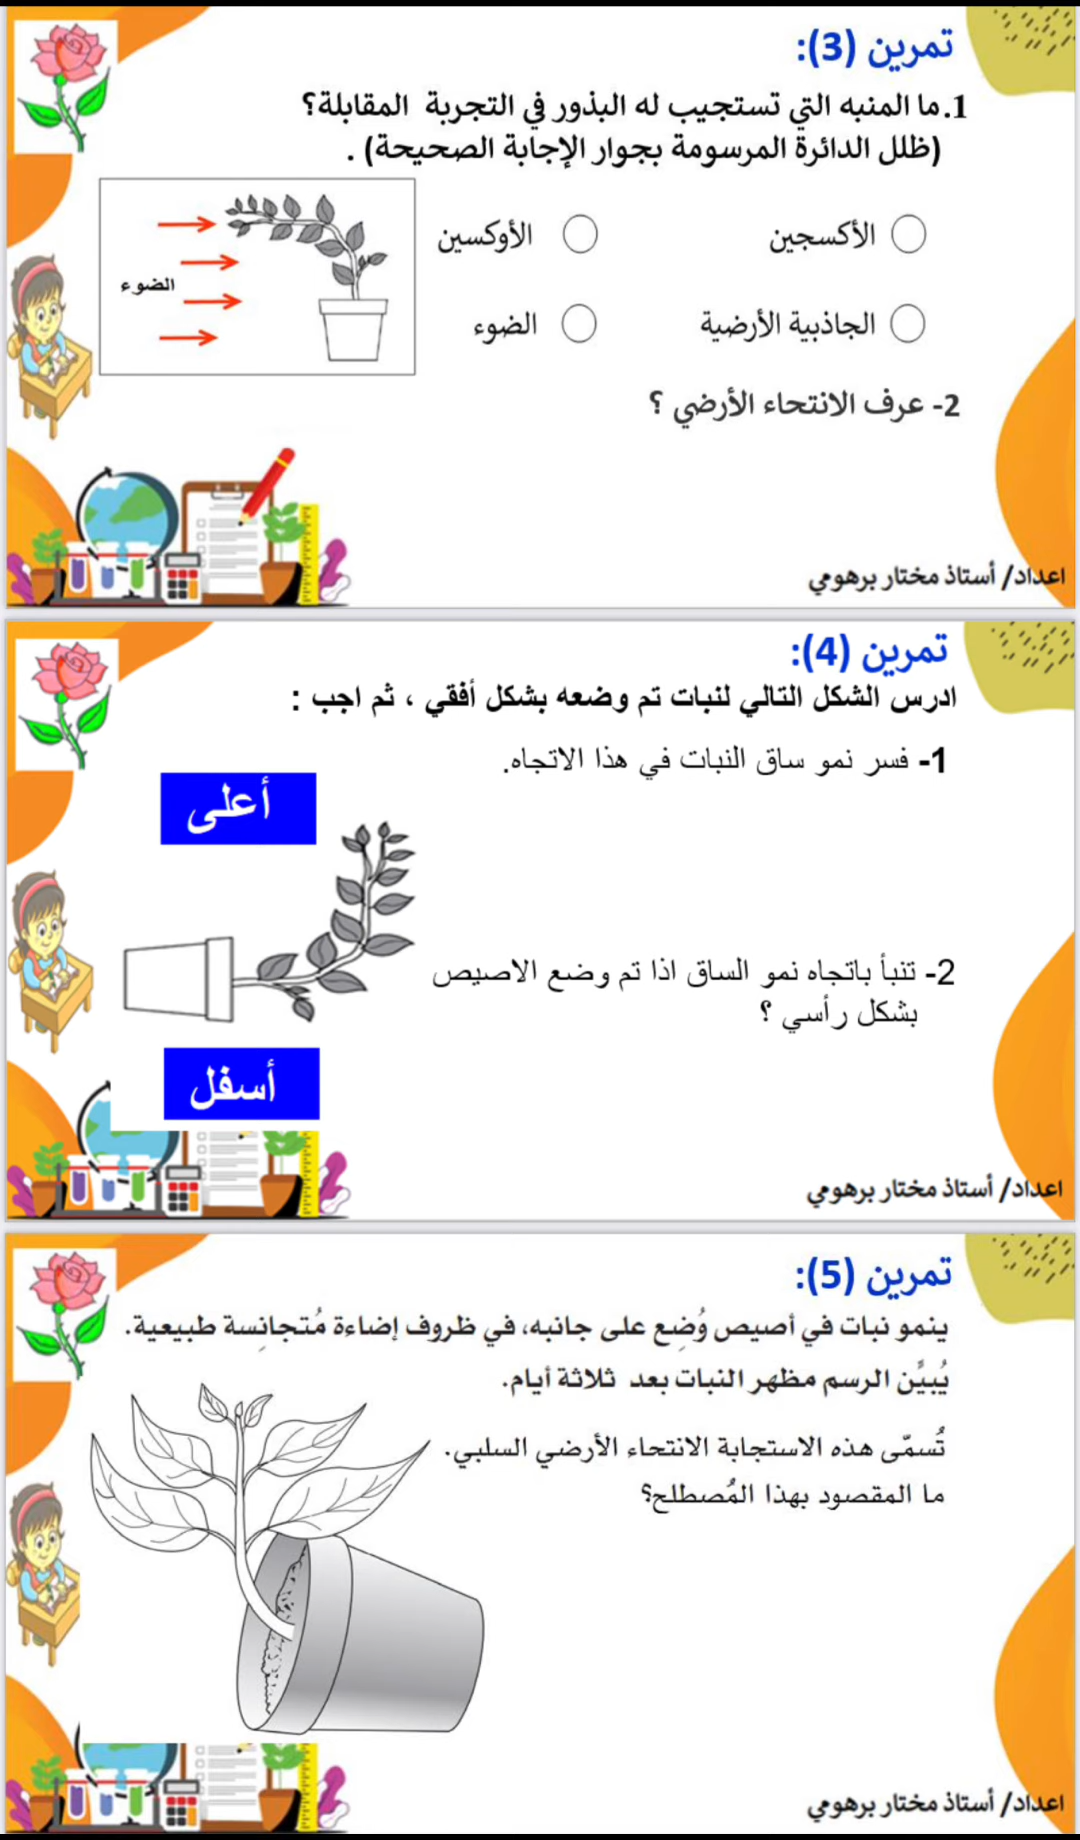 تمرين (3):
1. ما المنبه التي تستجيب له البذور في التجربة المقابلة؟
(ظلل الدائرة المرسومة بجوار الإجابة الصحيحة) .
الأكسجين
الأوكسين
الجاذبية الأرضية
الضوء
الضوء
2- عرف الانتحاء الأرضي ؟
اعداد/ أستاذ مختار برهومي
تمرين (4):
ادرس الشكل التالي لنبات تم وضعه بشكل أفقي ، ثم اجب :
1- فسر نمو ساق النبات في هذا الاتجاه.
أعلى
2- تنبأ باتجاه نمو الساق اذا تم وضع الاصيص
بشكل رأسي ؟
أسفل
اعداد/ أستاذ مختار برهومي
تمرين (5):
ينمو نبات في أصيص وُضِع على جانبه، في ظروف إضاءة مُتجانِسة طبيعية.
يُبيَّن الرسم مظهر النبات بعد ثلاثة أيام.
تُسمّى هذه الاستجابة الانتحاء الأرضي السلبي.
ما المقصود بهذا المُصطلح؟
اعداد/ أستاذ مختار برهومي